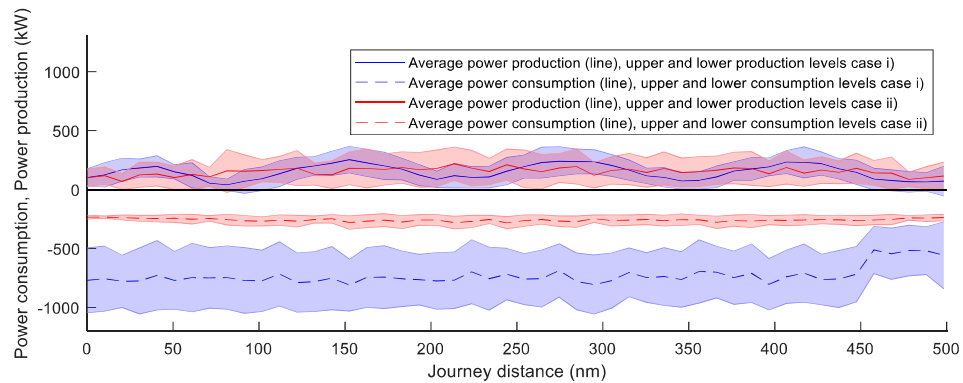 Power consumption, Power production (kW)
1000
500
0
-500
-1000
Average power production (line), upper and lower production levels case i)
Average power consumption (line), upper and lower consumption levels case i)
Average power production (line), upper and lower production levels case ii)
Average power consumption (line), upper and lower consumption levels case ii)
0 50 100 150 200 250 300 350 400 450 500
Journey distance (nm)